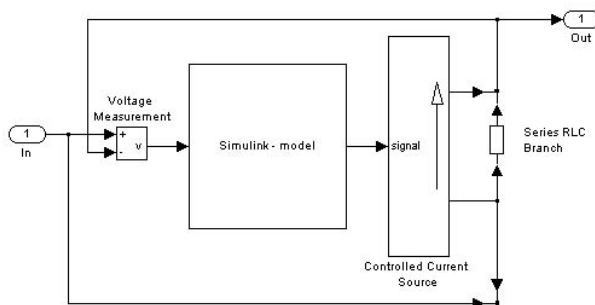 1
Out
Voltage
Measurement
1
In
+
-
v
Simulink - model
signal
Series RLC
Branch
Controlled Current
Source